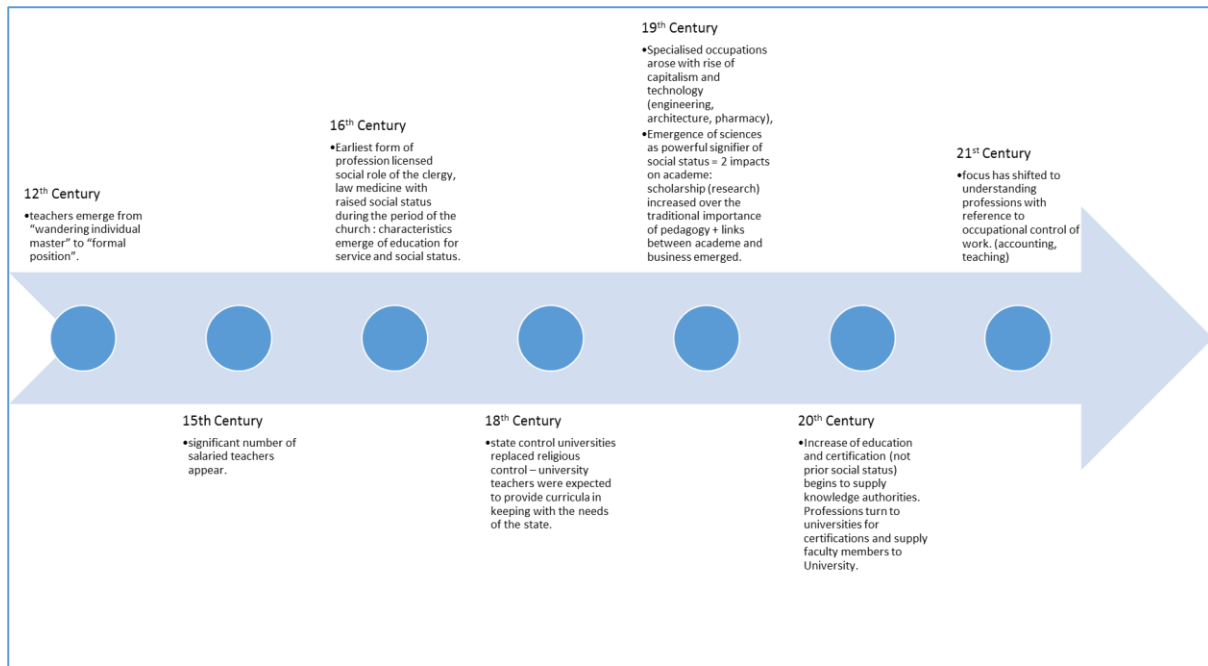 12th Century
•teachers emerge from
“wandering individual
master” to “formal
position”.
15th Century
•significant number of
salaried teachers
appear.
16th Century
•Earliest form of
profession licensed
social role of the clergy,
law medicine with
raised social status
during the period of the
church : characteristics
emerge of education for
service and social status.
18th Century
•state control universities
replaced religious
control – university
teachers were expected
to provide curricula in
keeping with the needs
of the state.
19th Century
•Specialised occupations
arose with rise of
capitalism and
technology
(engineering,
architecture, pharmacy),
•Emergence of sciences
as powerful signifier of
social status = 2 impacts
on academe:
scholarship (research)
increased over the
traditional importance
of pedagogy + links
between academe and
business emerged.
20th Century
•Increase of education
and certification (not
prior social status)
begins to supply
knowledge authorities.
Professions turn to
universities for
certifications and supply
faculty members to
University.
21st Century
•focus has shifted to
understanding
professions with
reference to
occupational control of
work. (accounting,
teaching)